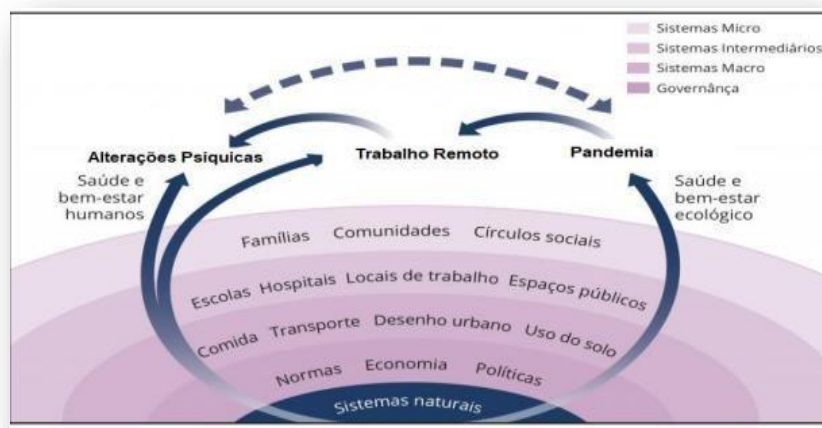 Sistemas Micro
Sistemas Intermediários
Sistemas Macro
Governânça
Alterações Psíquicas
Trabalho Remoto
Pandemia
Saúde e
bem-estar
humanos
Saúde e
bem-estar
ecológico
Famílias Comunidades Círculos sociais
Escolas Hospitais Locais de trabalho Espaços públicos
Comida Transporte Desenho urbano Uso do solo
Normas Economia Políticas
Sistemas naturais